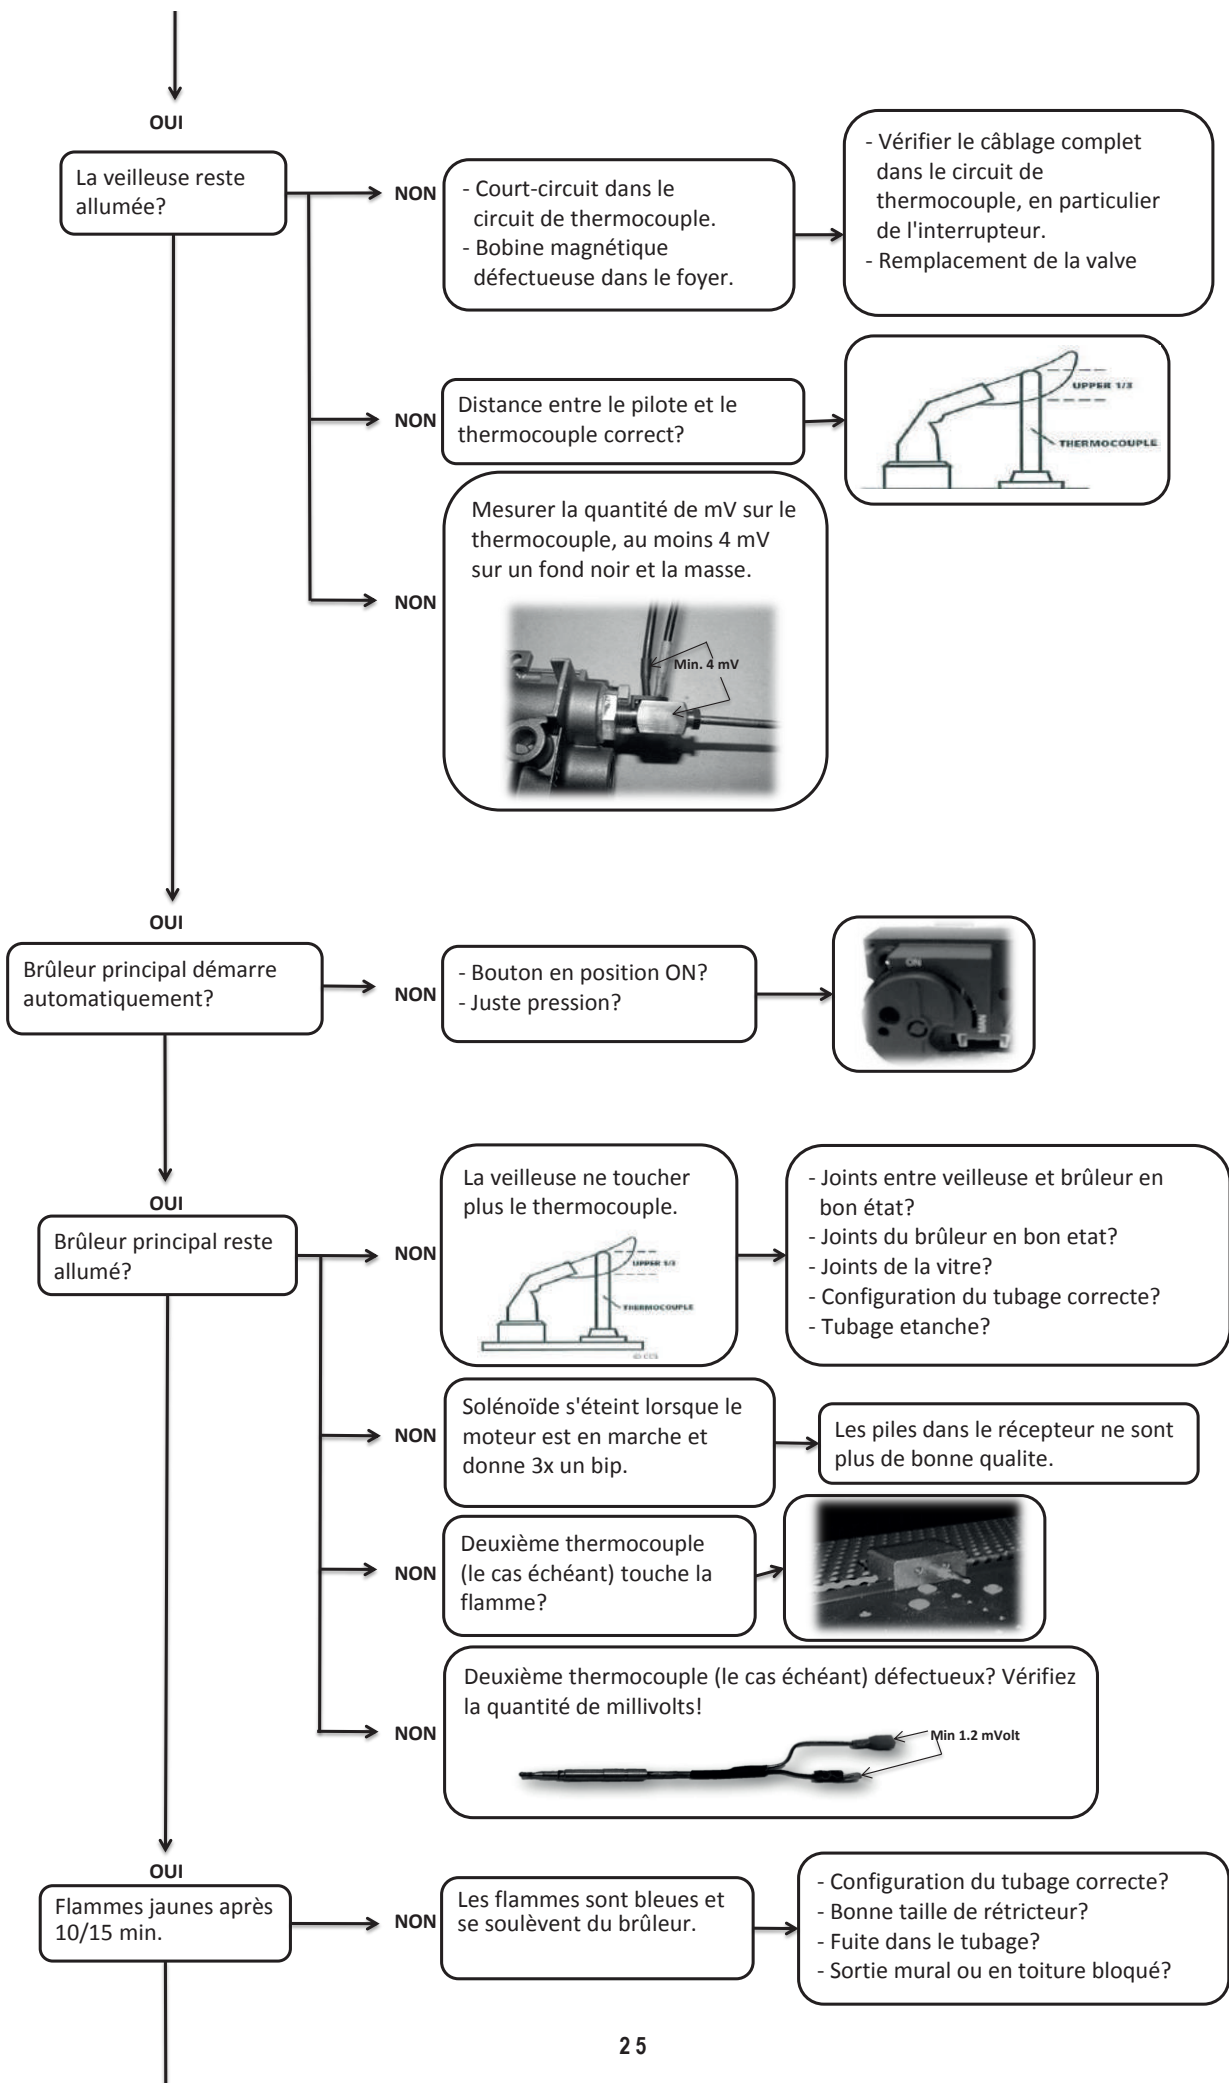 OUI
La veilleuse reste
allumée?
NON
- Court-circuit dans le
circuit de thermocouple.
- Bobine magnétique
défectueuse dans le foyer.
- Vérifier le câblage complet
dans le circuit de
thermocouple, en particulier
de l'interrupteur.
- Remplacement de la valve
NON
Distance entre le pilote et le
thermocouple correct?
UPPER 1/3
THERMOCOUPLE
NON
Mesurer la quantité de mV sur le
thermocouple, au moins 4 mV
sur un fond noir et la masse.
Min. 4 mV
OUI
Brûleur principal démarre
automatiquement?
NON
- Bouton en position ON?
- Juste pression?
ON
MAN
OUI
Brûleur principal reste
allumé?
NON
La veilleuse ne toucher
plus le thermocouple.
UPPER 1/3
THERMOCOUPLE
- Joints entre veilleuse et brûleur en
bon état?
- Joints du brûleur en bon etat?
- Joints de la vitre?
- Configuration du tubage correcte?
- Tubage etanche?
NON
Solénoïde s'éteint lorsque le
moteur est en marche et
donne 3x un bip.
Les piles dans le récepteur ne sont
plus de bonne qualite.
NON
Deuxième thermocouple
(le cas échéant) touche la
flamme?
NON
Deuxième thermocouple (le cas échéant) défectueux? Vérifiez
la quantité de millivolts!
Min 1.2 mVolt
OUI
Flammes jaunes après
10/15 min.
NON
Les flammes sont bleues et
se soulèvent du brûleur.
- Configuration du tubage correcte?
- Bonne taille de rétricteur?
- Fuite dans le tubage?
- Sortie mural ou en toiture bloqué?
25